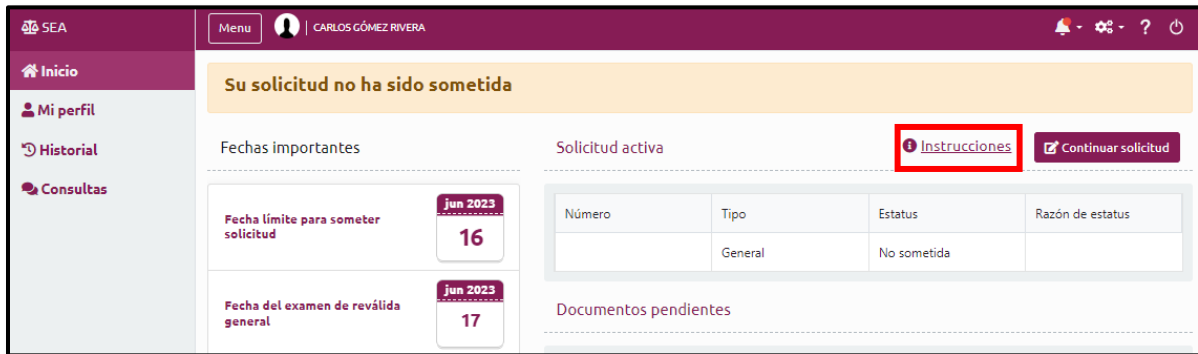 SEA
Menu
CARLOS GÓMEZ RIVERA
?
Inicio
Mi perfil
Historial
Consultas
Su solicitud no ha sido sometida
Fechas importantes
Fecha límite para someter
solicitud
jun 2023
16
Fecha del examen de reválida
general
jun 2023
17
Solicitud activa
Instrucciones
Continuar solicitud
Número Tipo Estatus Razón de estatus
General No sometida
Documentos pendientes